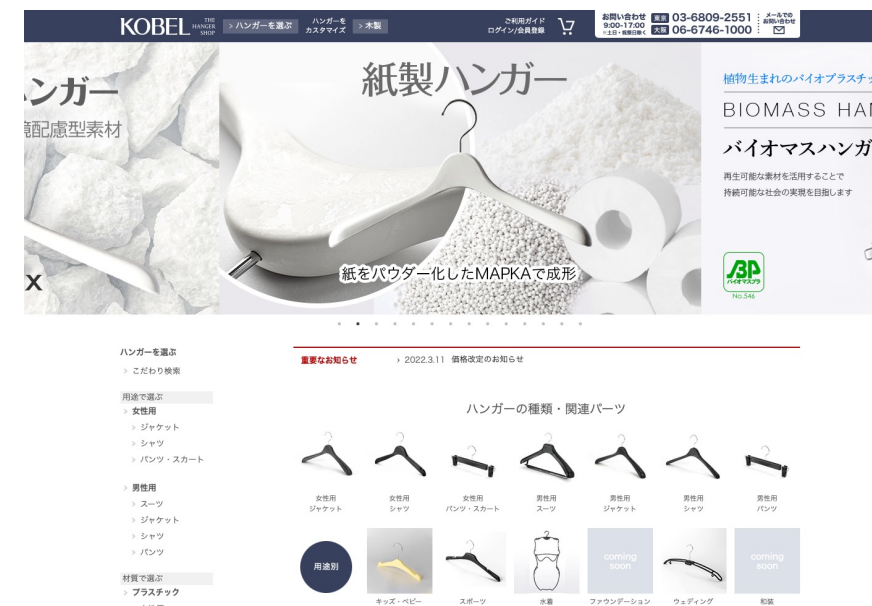 KOBEL THE HANGER SHOP
> ハンガーを選ぶ
ハンガーを
カスタマイズ
> 木製
ご利用ガイド
ログイン/会員登録
お問い合わせ
9:00-17:00
※土日・祝祭日除く
東京 03-6809-2551
大阪 06-6746-1000
メールでの
お問い合わせ
ンガー
境配慮型素材
X
紙製ハンガー
紙をパウダー化したMAPKAで成形
植物生まれのバイオプラスチッ
BIOMASS HAN
バイオマスハンガ
再生可能な素材を活用することで
持続可能な社会の実現を目指します
BP
バイオマスプラ
No.546
ハンガーを選ぶ
> こだわり検索
用途で選ぶ
> 女性用
> ジャケット
> シャツ
> パンツ・スカート
> 男性用
> スーツ
> ジャケット
> シャツ
> パンツ
材質で選ぶ
> プラスチック
重要なお知らせ
> 2022.3.11 価格改定のお知らせ
ハンガーの種類・関連パーツ
女性用
ジャケット
女性用
シャツ
女性用
パンツ・スカート
男性用
スーツ
男性用
ジャケット
男性用
シャツ
男性用
パンツ
用途別
キッズ・ベビー
スポーツ
水着
coming
soon
ファウンデーション
ウェディング
coming
soon
和装